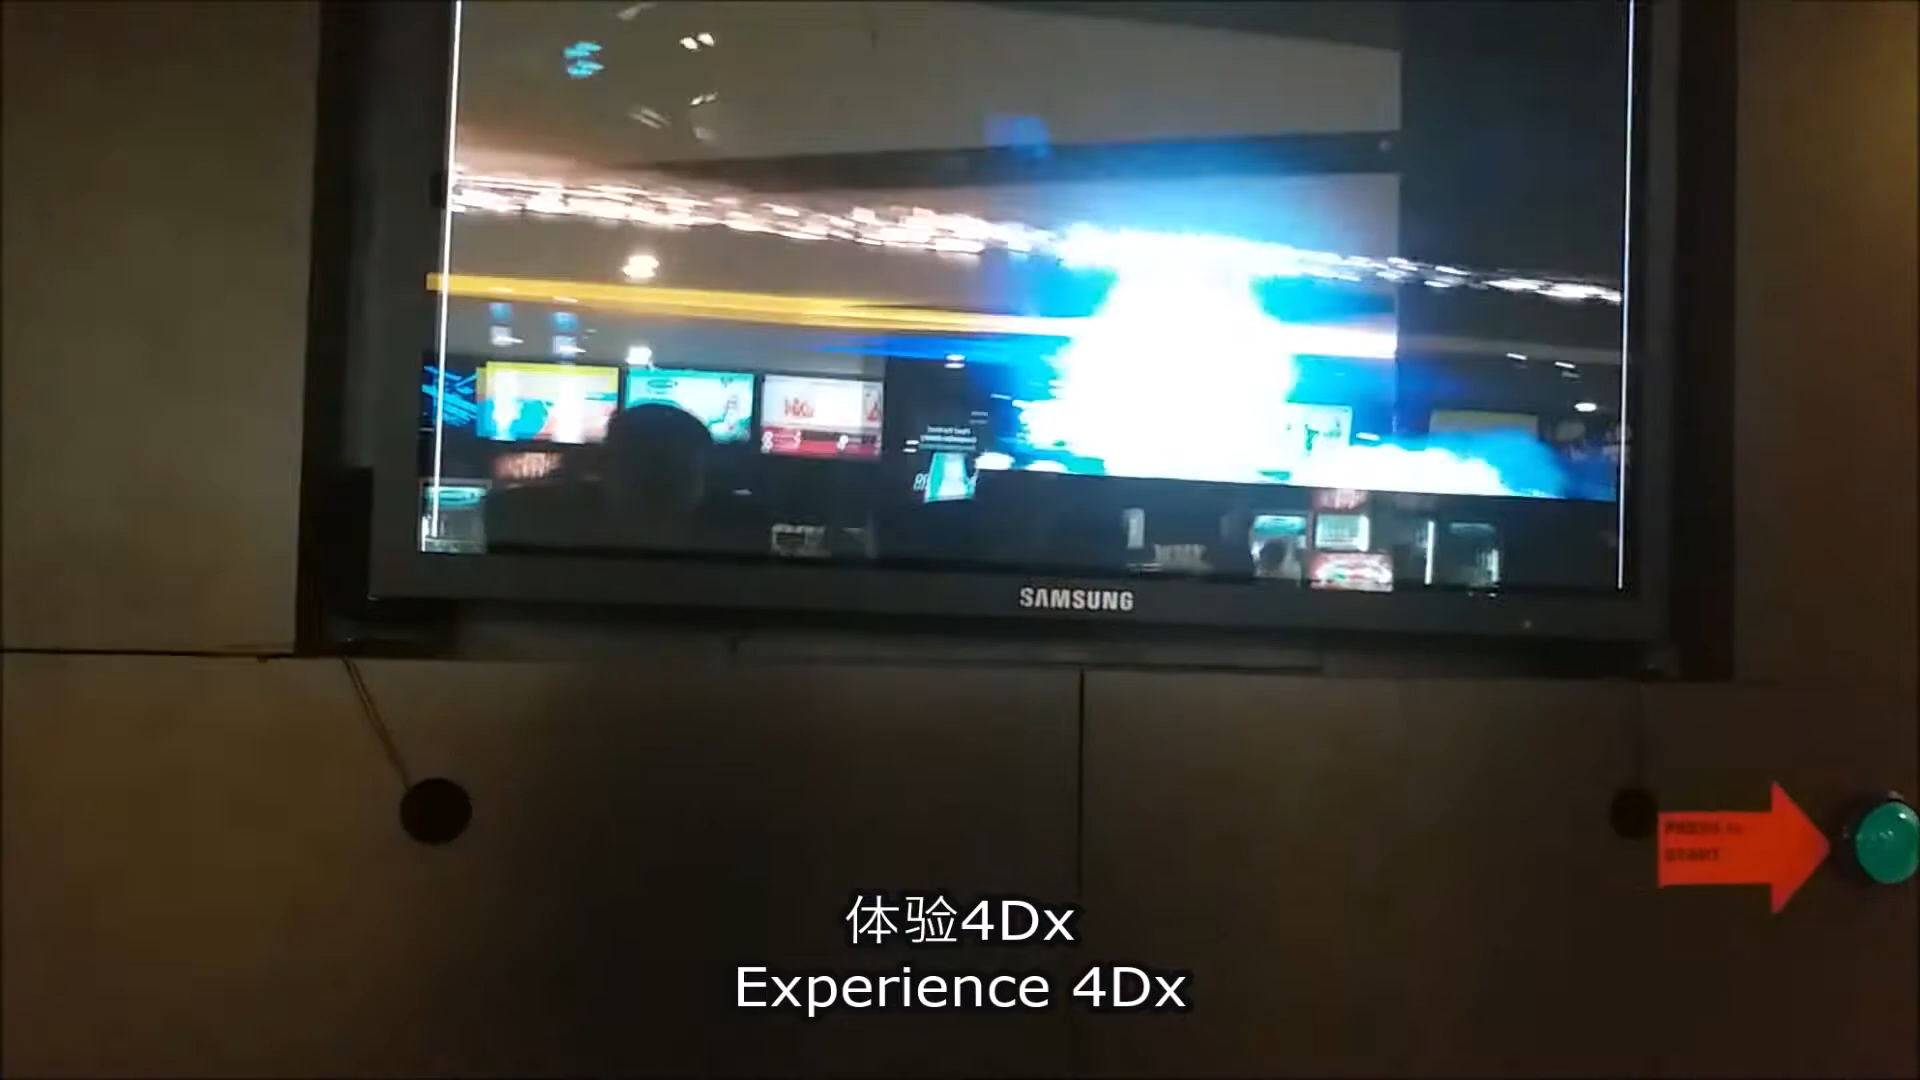 SAMSUNG
PRESS to
START
体验4Dx
Experience 4Dx